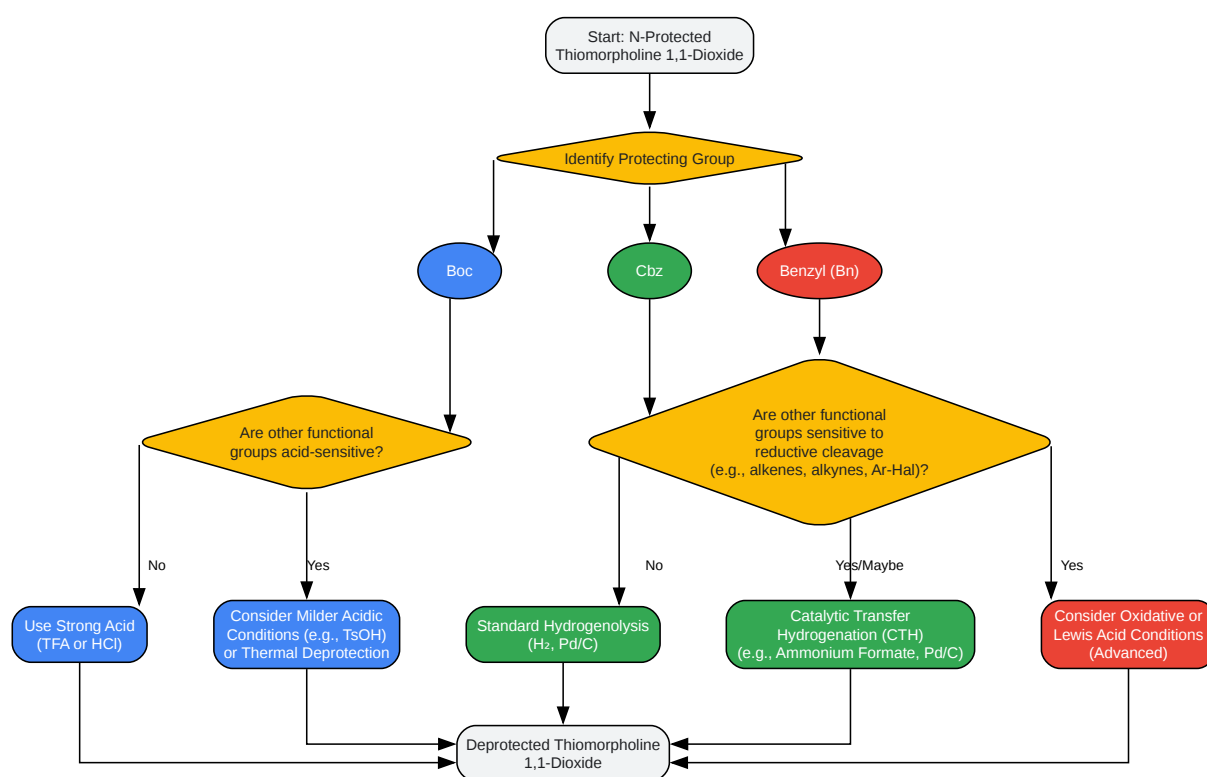 Start: N-Protected
Thiomorpholine 1,1-Dioxide
Identify Protecting Group
Boc
Cbz
Benzyl (Bn)
Are other functional
groups acid-sensitive?
Are other functional
groups sensitive to
reductive cleavage
(e.g., alkenes, alkynes, Ar-Hal)?
No
Yes
No
Yes/Maybe
Yes
Use Strong Acid
(TFA or HCl)
Consider Milder Acidic
Conditions (e.g., TsOH)
or Thermal Deprotection
Standard Hydrogenolysis
(H₂, Pd/C)
Catalytic Transfer
Hydrogenation (CTH)
(e.g., Ammonium Formate, Pd/C)
Consider Oxidative or
Lewis Acid Conditions
(Advanced)
Deprotected Thiomorpholine
1,1-Dioxide